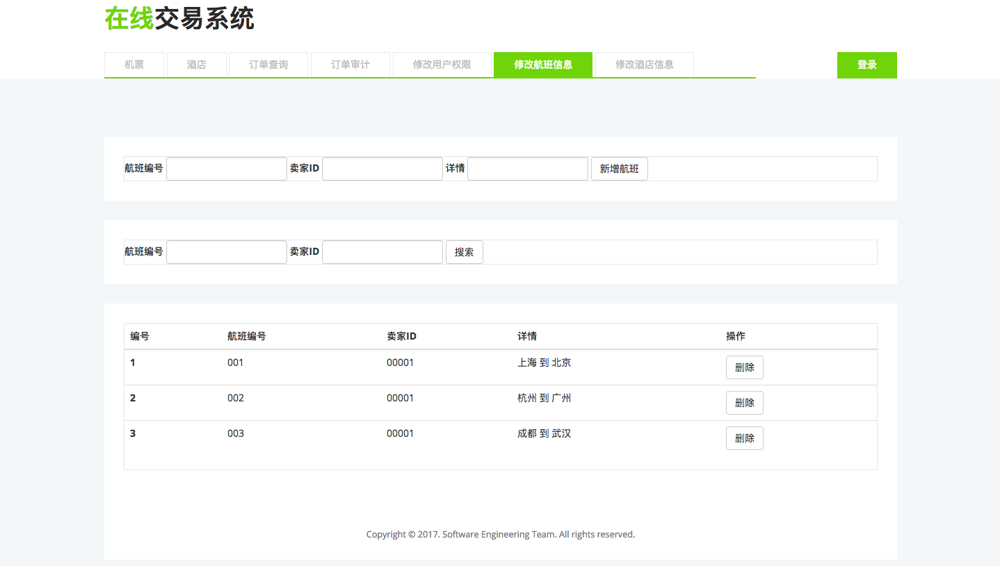 在线交易系统
机票 酒店 订单查询 订单审计 修改用户权限 修改航班信息 修改酒店信息 登录
航班编号 卖家ID 详情 新增航班
航班编号 卖家ID 搜索
编号 航班编号 卖家ID 详情 操作
1 001 00001 上海 到 北京 删除
2 002 00001 杭州 到 广州 删除
3 003 00001 成都 到 武汉 删除
Copyright © 2017. Software Engineering Team. All rights reserved.